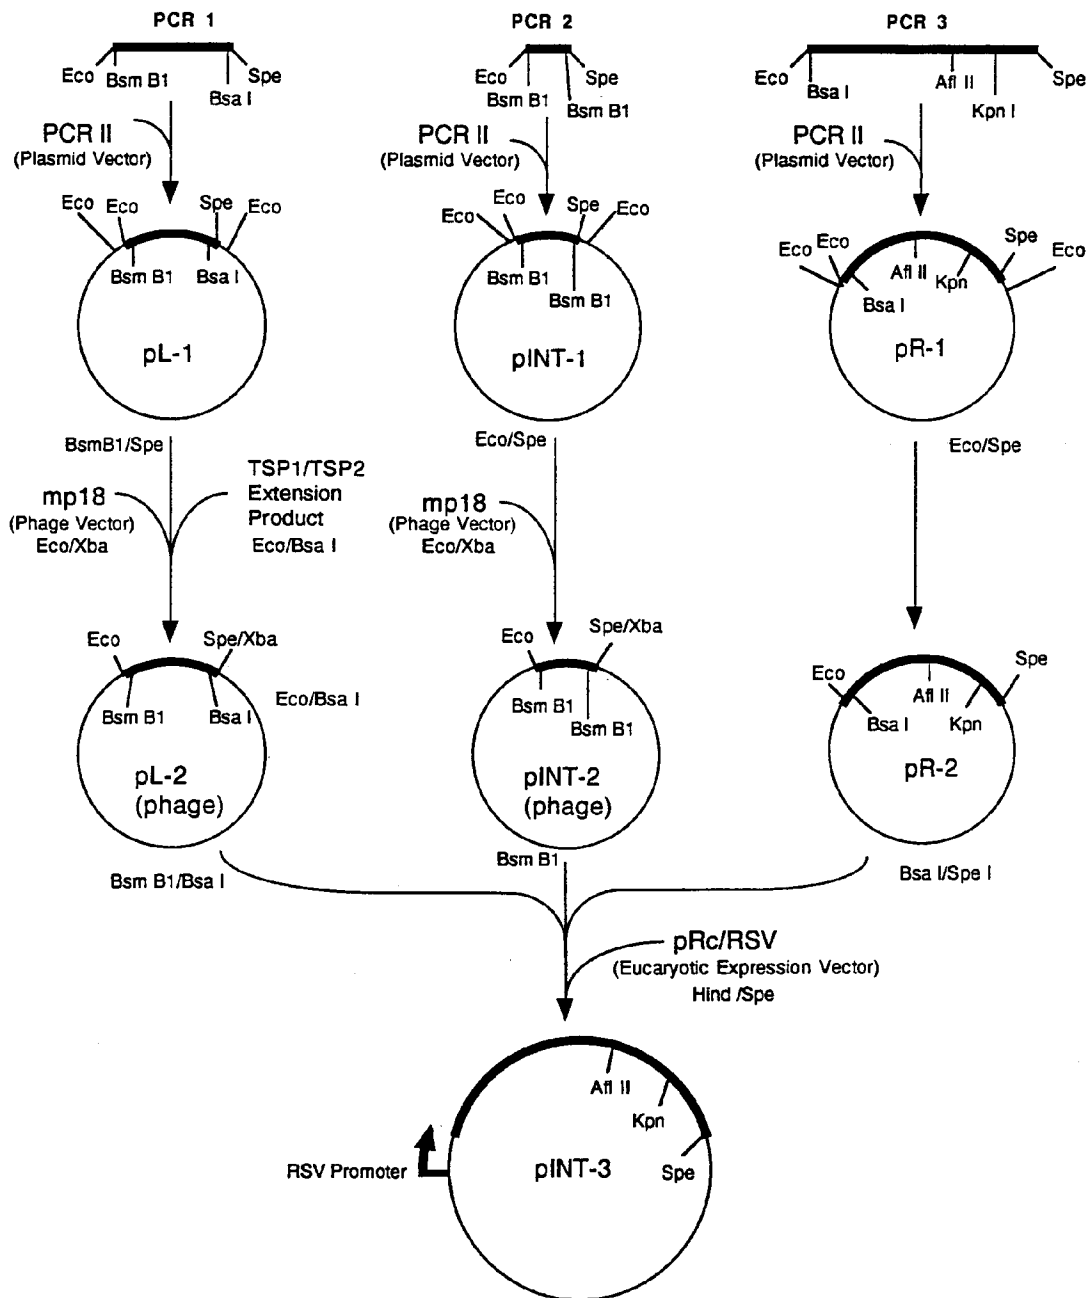 PCR 1
PCR 2
PCR 3
Eco
Bsm B1
Bsa I
Spe
Eco
Bsm B1
Bsm B1
Spe
Eco
Bsa I
Afl II
Kpn I
Spe
PCR II
(Plasmid Vector)
PCR II
(Plasmid Vector)
PCR II
(Plasmid Vector)
Eco
Eco
Spe
Eco
Bsm B1
Bsa I
pL-1
Eco
Eco
Spe
Eco
Bsm B1
Bsm B1
pINT-1
Eco
Eco
Spe
Eco
Bsa I
Afl II
Kpn
pR-1
BsmB1/Spe
Eco/Spe
Eco/Spe
mp18
(Phage Vector)
Eco/Xba
TSP1/TSP2
Extension
Product
Eco/Bsa I
mp18
(Phage Vector)
Eco/Xba
Eco
Spe/Xba
Bsm B1
Bsa I
Eco/Bsa I
pL-2
(phage)
Eco
Spe/Xba
Bsm B1
Bsm B1
pINT-2
(phage)
Eco
Spe
Bsa I
Afl II
Kpn
pR-2
Bsm B1/Bsa I
Bsm B1
Bsa I/Spe I
pRc/RSV
(Eucaryotic Expression Vector)
Hind /Spe
Afl II
Kpn
Spe
RSV Promoter
pINT-3